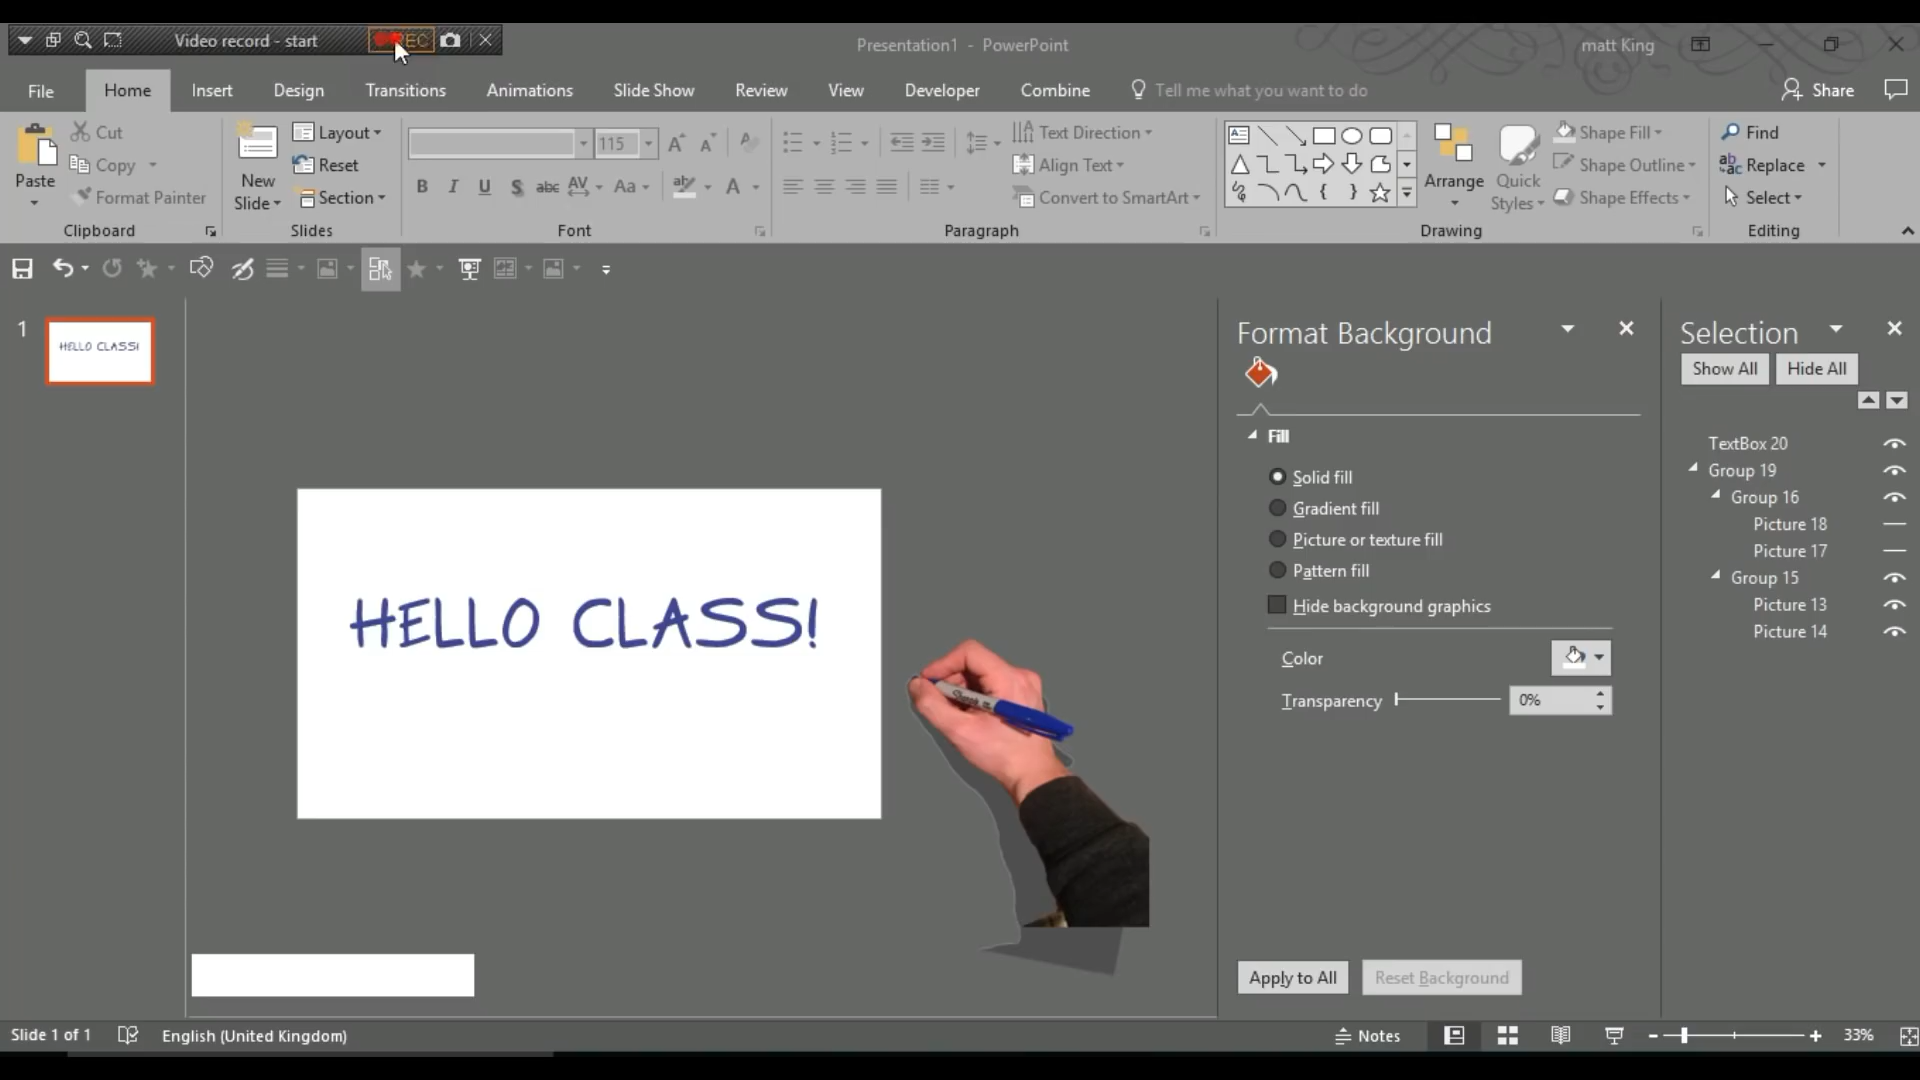 Video record - start
REC
Presentation1 - PowerPoint
matt King
File
Home
Insert
Design
Transitions
Animations
Slide Show
Review
View
Developer
Combine
Tell me what you want to do
Share
Paste
Cut
Copy
Format Painter
Clipboard
New
Slide
Layout
Reset
Section
Slides
115
B I U S abc AV Aa A
Font
Text Direction
Align Text
Convert to SmartArt
Paragraph
Arrange
Quick
Styles
Shape Fill
Shape Outline
Shape Effects
Drawing
Find
Replace
Select
Editing
1
HELLO CLASS!
HELLO CLASS!
Sharpie
Format Background
Fill
Solid fill
Gradient fill
Picture or texture fill
Pattern fill
Hide background graphics
Color
Transparency
0%
Apply to All
Reset Background
Selection
Show All
Hide All
TextBox 20
Group 19
Group 16
Picture 18
Picture 17
Group 15
Picture 13
Picture 14
Slide 1 of 1
English (United Kingdom)
Notes
33%